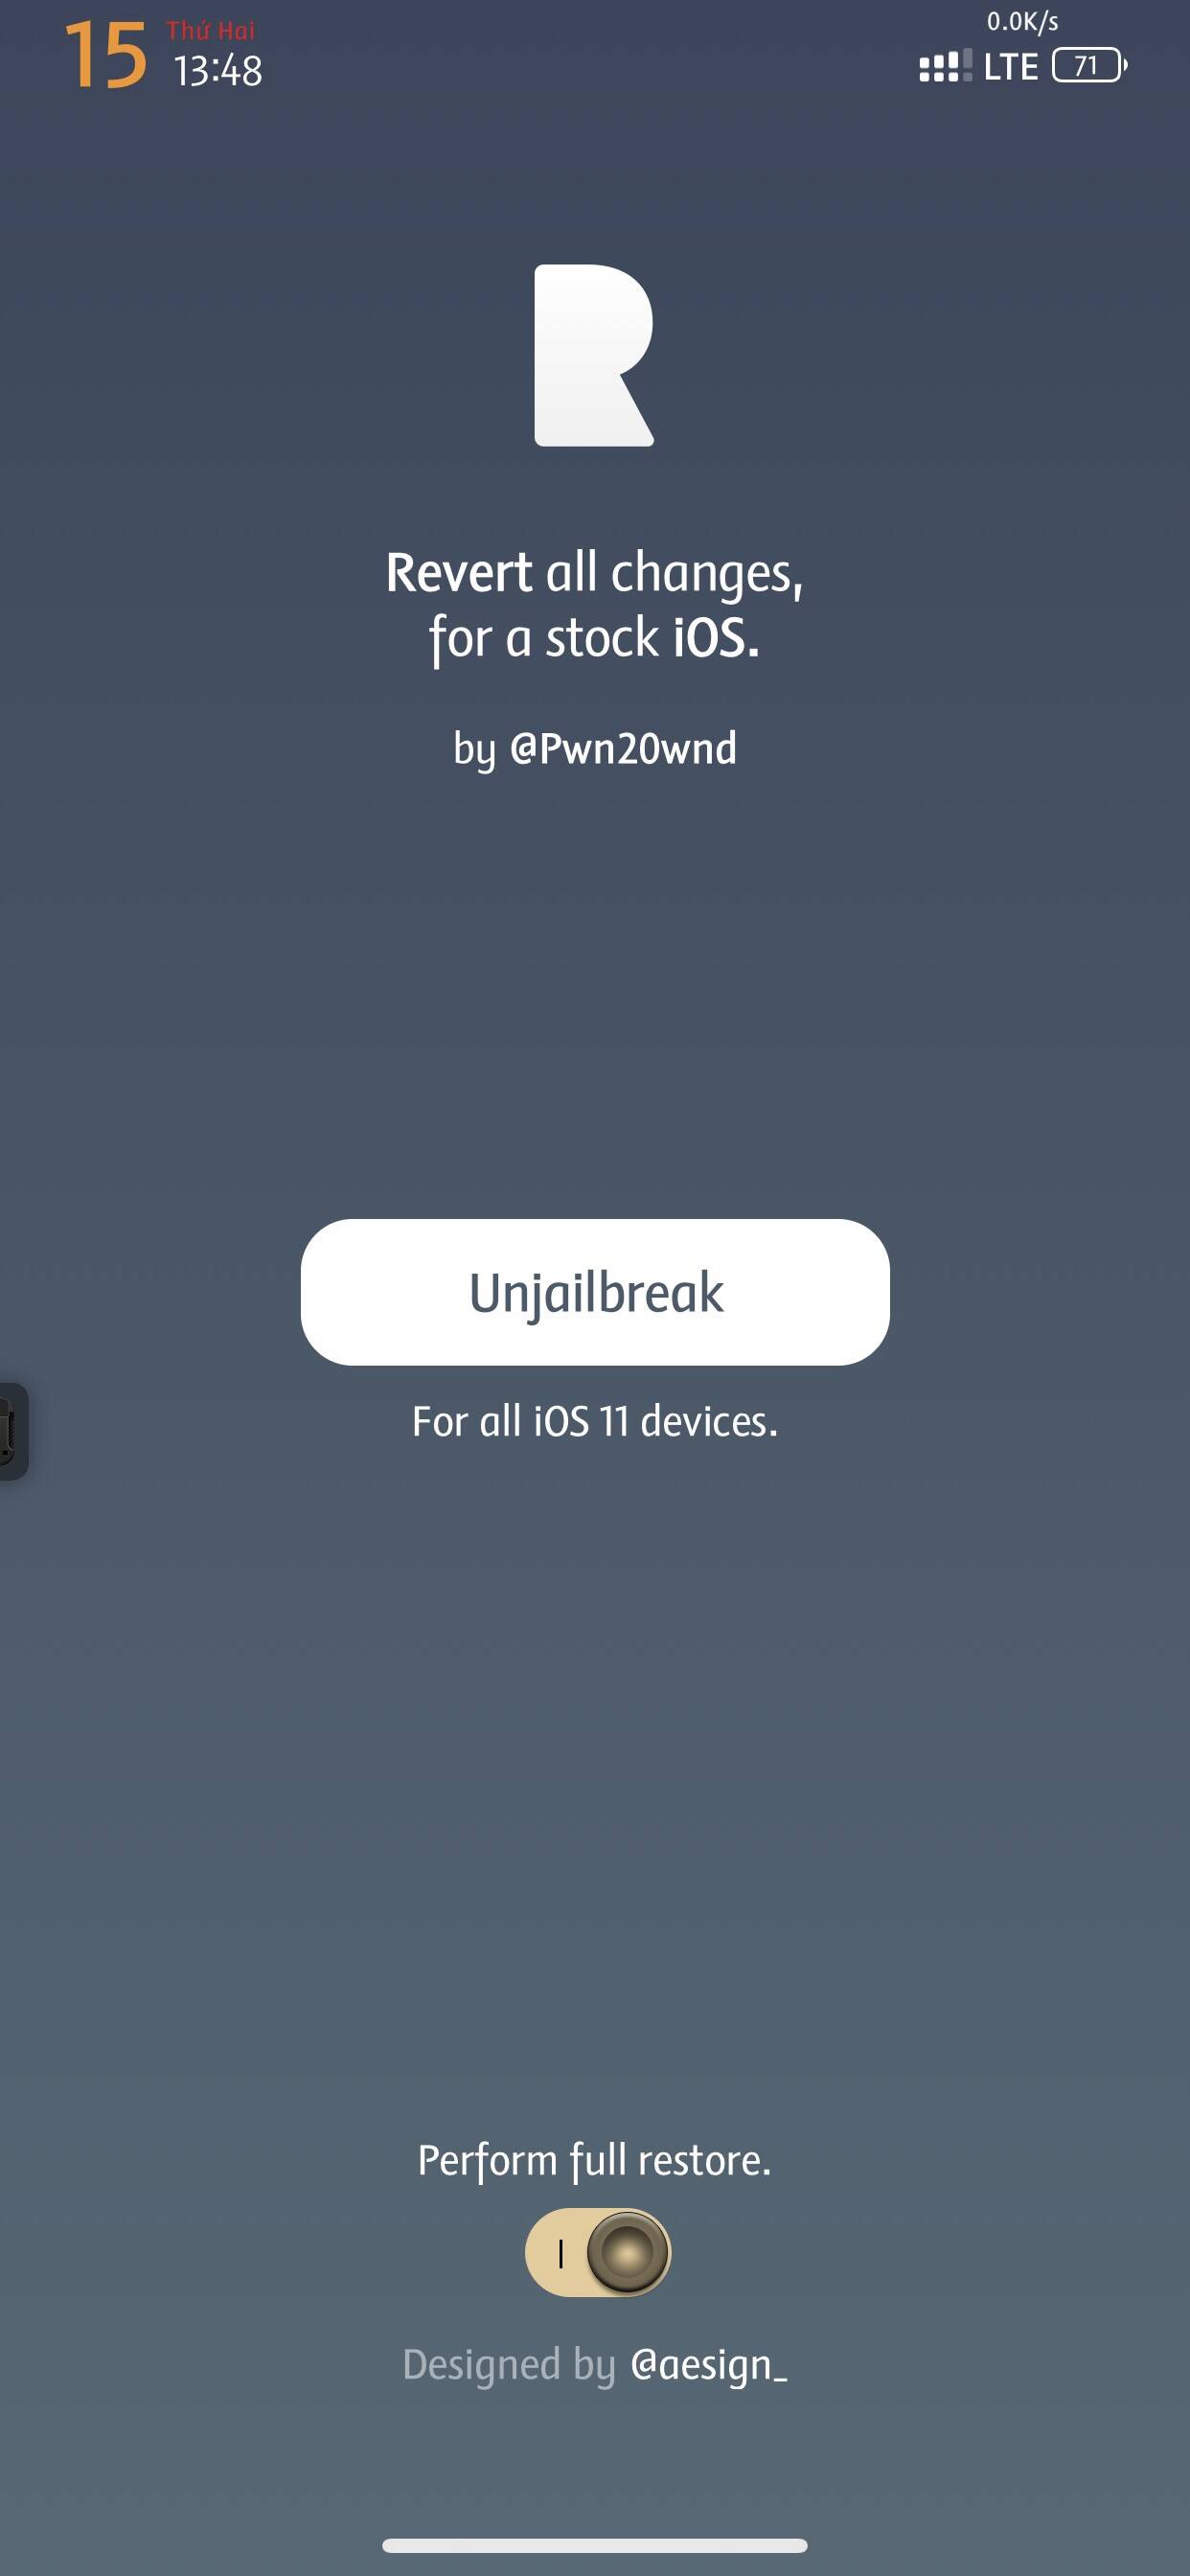 15
Thứ Hai
13:48
0.0K/s
LTE 71
R
Revert all changes,
for a stock iOS.
by @Pwn20wnd
Unjailbreak
For all iOS 11 devices.
Perform full restore.
Designed by @aesign_